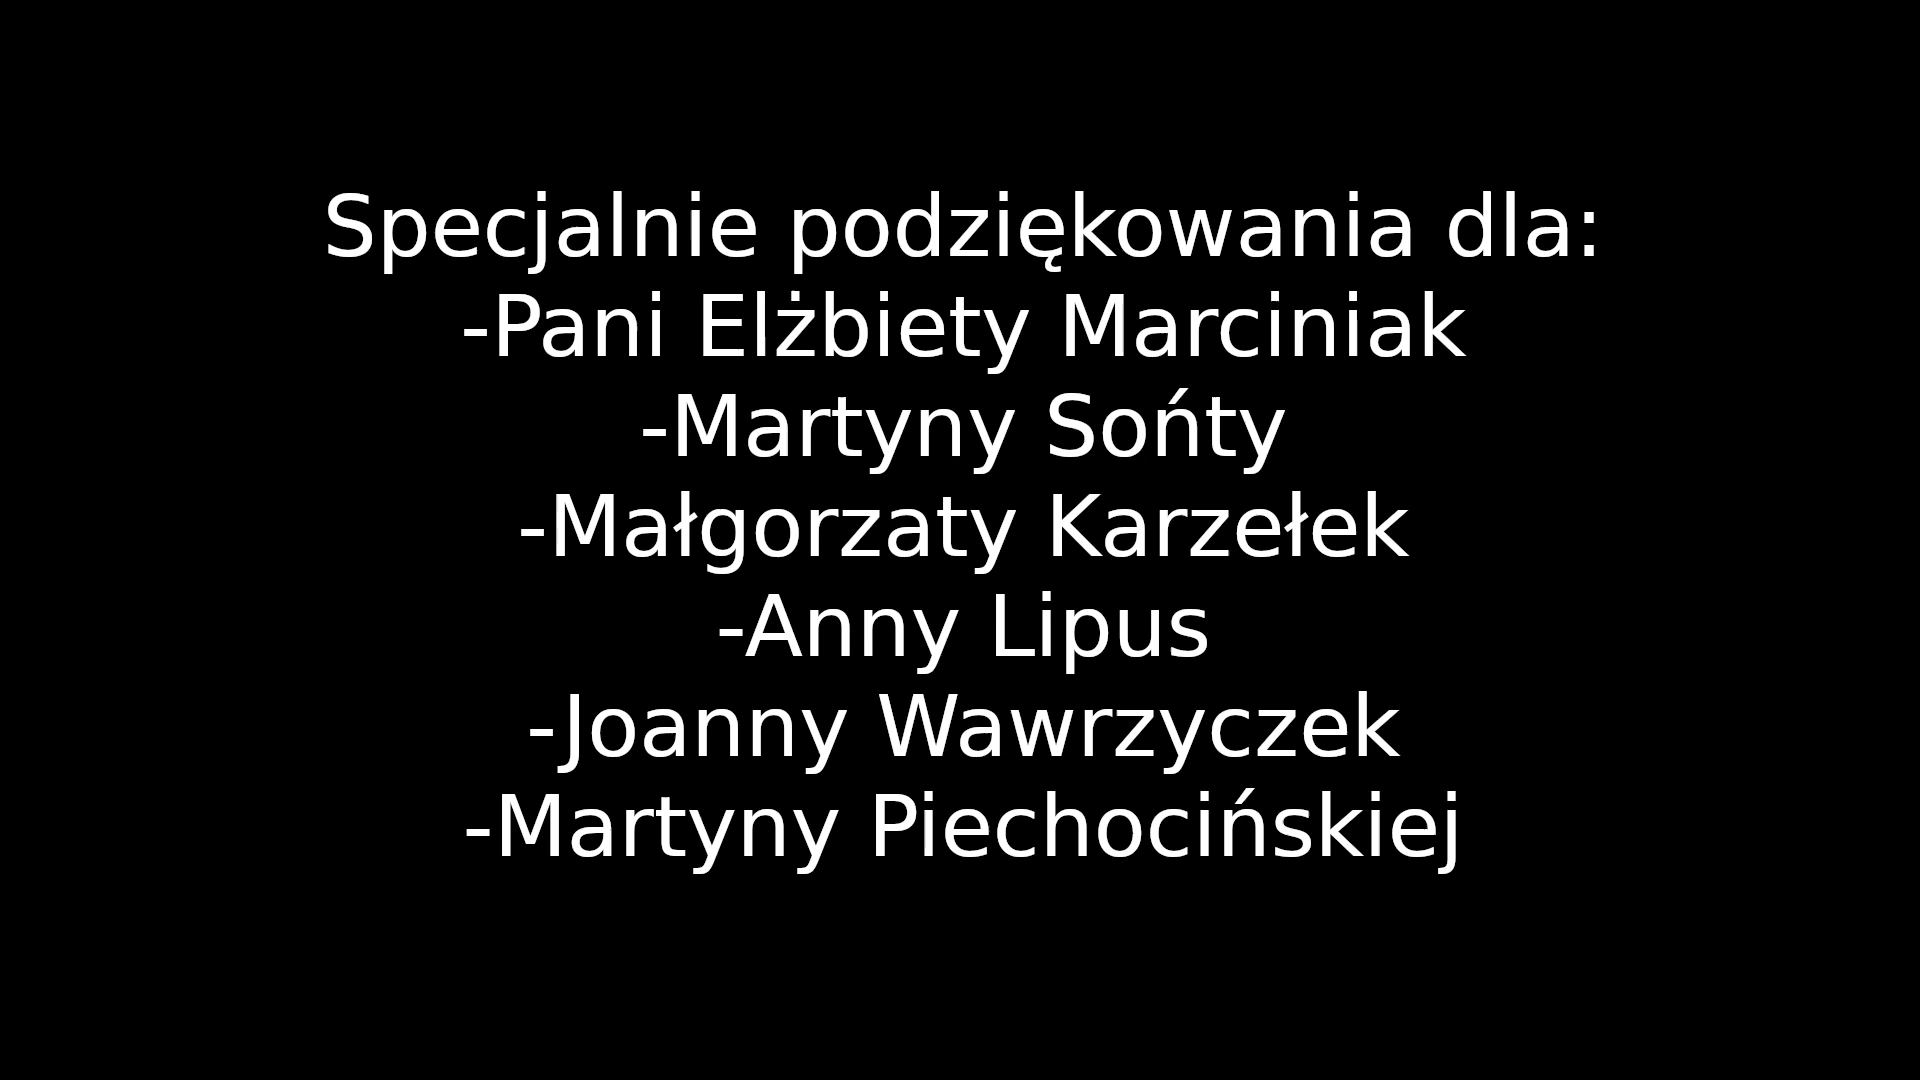 Specjalnie podziękowania dla:
-Pani Elżbiety Marciniak
-Martyny Sońty
-Małgorzaty Karzełek
-Anny Lipus
-Joanny Wawrzyczek
-Martyny Piechocińskiej